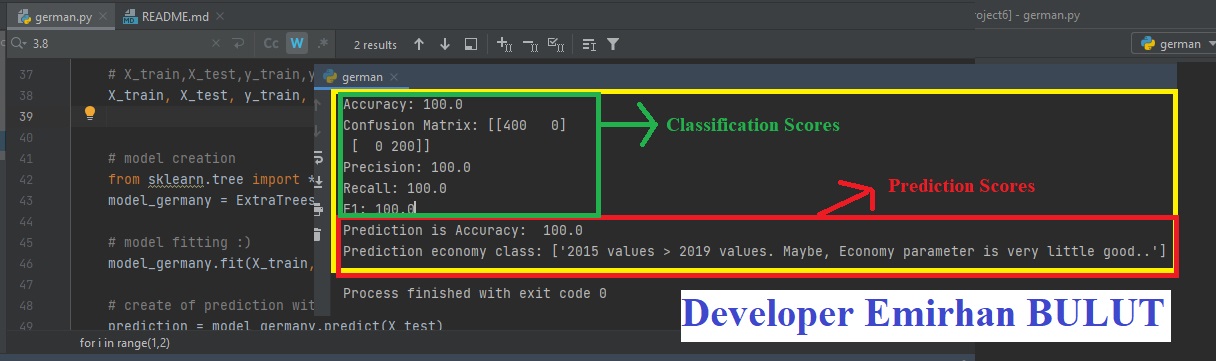 german.py
README.md
roject6] - german.py
3.8
Cc
W
.*
2 results
german
37 # X_train,X_test,y_train,y
38 X_train, X_test, y_train,
39
40
41 # model creation
42 from sklearn.tree import *
43 model_germany = ExtraTrees
44
45 # model fitting :)
46 model_germany.fit(X_train,
47
48 # create of prediction wit
49 prediction = model_germany.predict(X_test)
for i in range(1,2)
german
Accuracy: 100.0
Confusion Matrix: [[400   0]
[  0 200]]
Precision: 100.0
Recall: 100.0
F1: 100.0
Classification Scores
Prediction Scores
Prediction is Accuracy:  100.0
Prediction economy class: ['2015 values > 2019 values. Maybe, Economy parameter is very little good..']
Process finished with exit code 0
Developer Emirhan BULUT